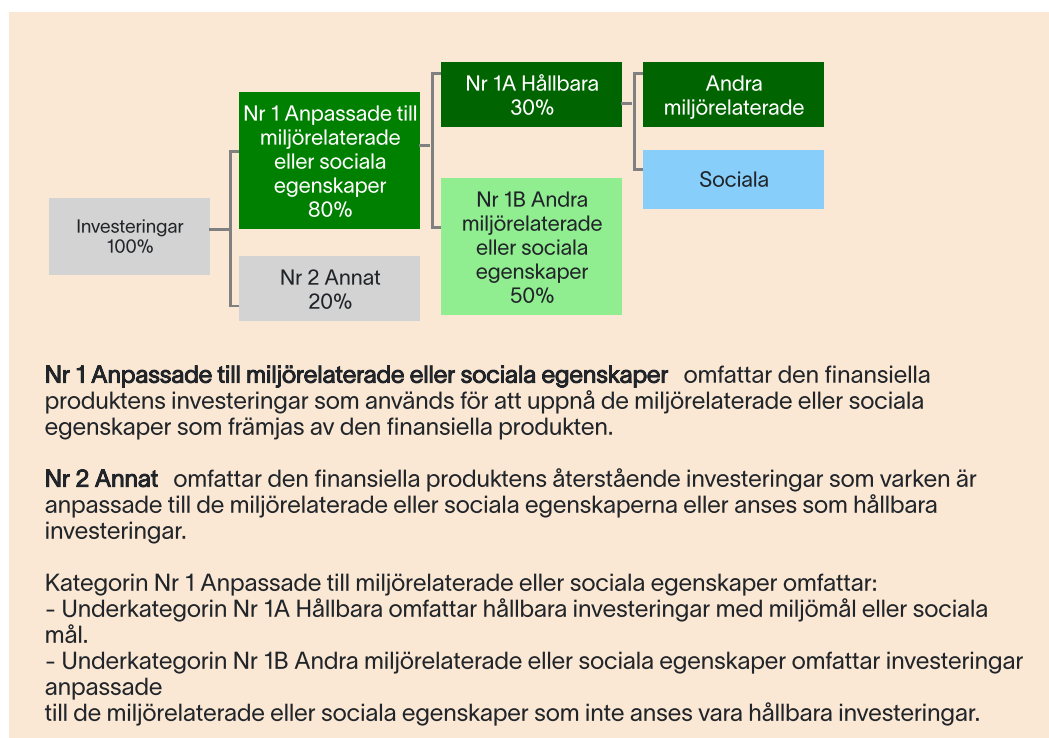 Investeringar
100%
Nr 1 Anpassade till
miljörelaterade
eller sociala
egenskaper
80%
Nr 2 Annat
20%
Nr 1A Hållbara
30%
Nr 1B Andra
miljörelaterade
eller sociala
egenskaper
50%
Andra
miljörelaterade
Sociala
Nr 1 Anpassade till miljörelaterade eller sociala egenskaper omfattar den finansiella
produktens investeringar som används för att uppnå de miljörelaterade eller sociala
egenskaper som främjas av den finansiella produkten.
Nr 2 Annat omfattar den finansiella produktens återstående investeringar som varken är
anpassade till de miljörelaterade eller sociala egenskaperna eller anses som hållbara
investeringar.
Kategorin Nr 1 Anpassade till miljörelaterade eller sociala egenskaper omfattar:
- Underkategorin Nr 1A Hållbara omfattar hållbara investeringar med miljömål eller sociala
mål.
- Underkategorin Nr 1B Andra miljörelaterade eller sociala egenskaper omfattar investeringar
anpassade
till de miljörelaterade eller sociala egenskaper som inte anses vara hållbara investeringar.